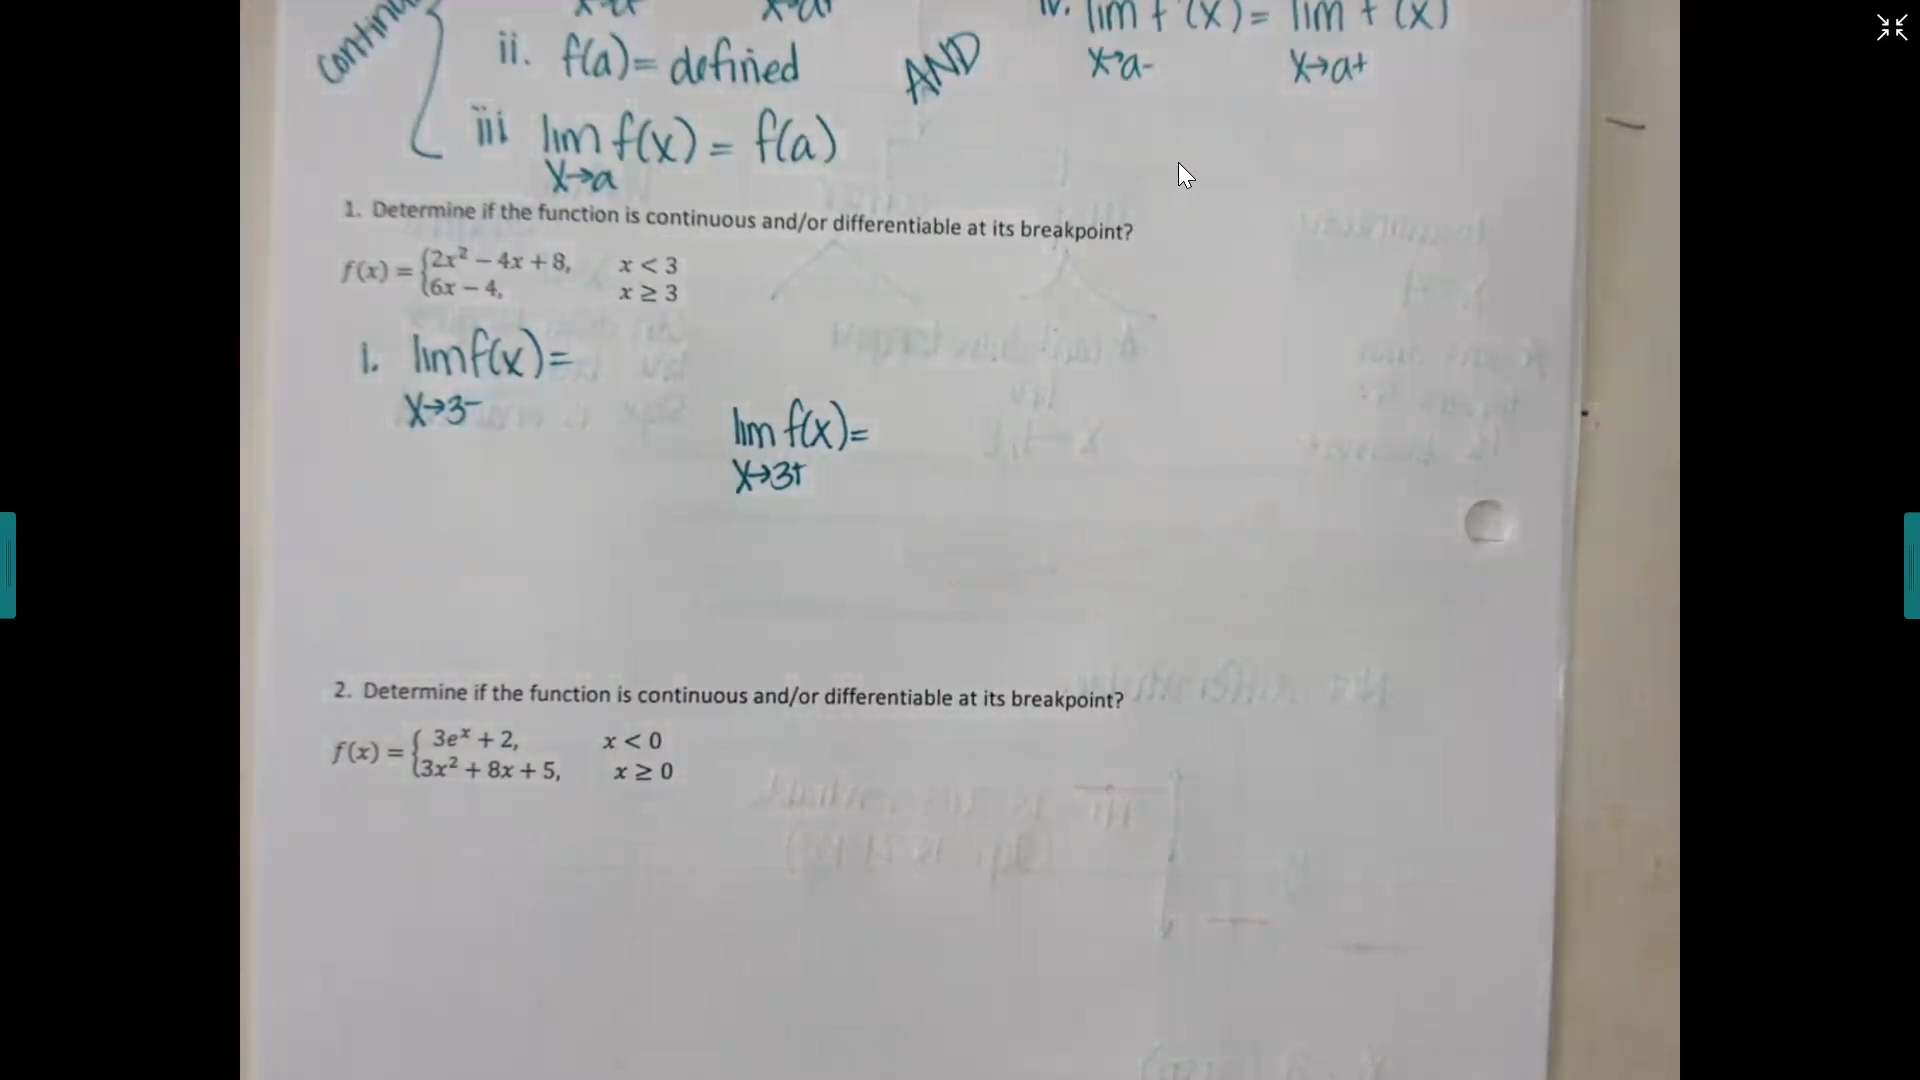 continu
x→a- x→a+
ii. f(a) = defined
AND
iv. lim f'(x) = lim f'(x)
x→a- x→a+
iii lim f(x) = f(a)
x→a
1. Determine if the function is continuous and/or differentiable at its breakpoint?
f(x) = {2x² − 4x + 8, x < 3
{6x − 4, x ≥ 3
i. lim f(x) =
x→3-
lim f(x) =
x→3+
2. Determine if the function is continuous and/or differentiable at its breakpoint?
f(x) = { 3eˣ + 2, x < 0
{3x² + 8x + 5, x ≥ 0